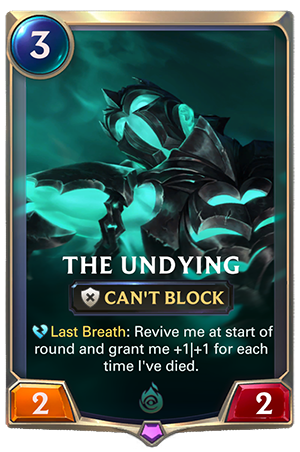 3
THE UNDYING
CAN'T BLOCK
Last Breath: Revive me at start of
round and grant me +1|+1 for each
time I've died.
2
2